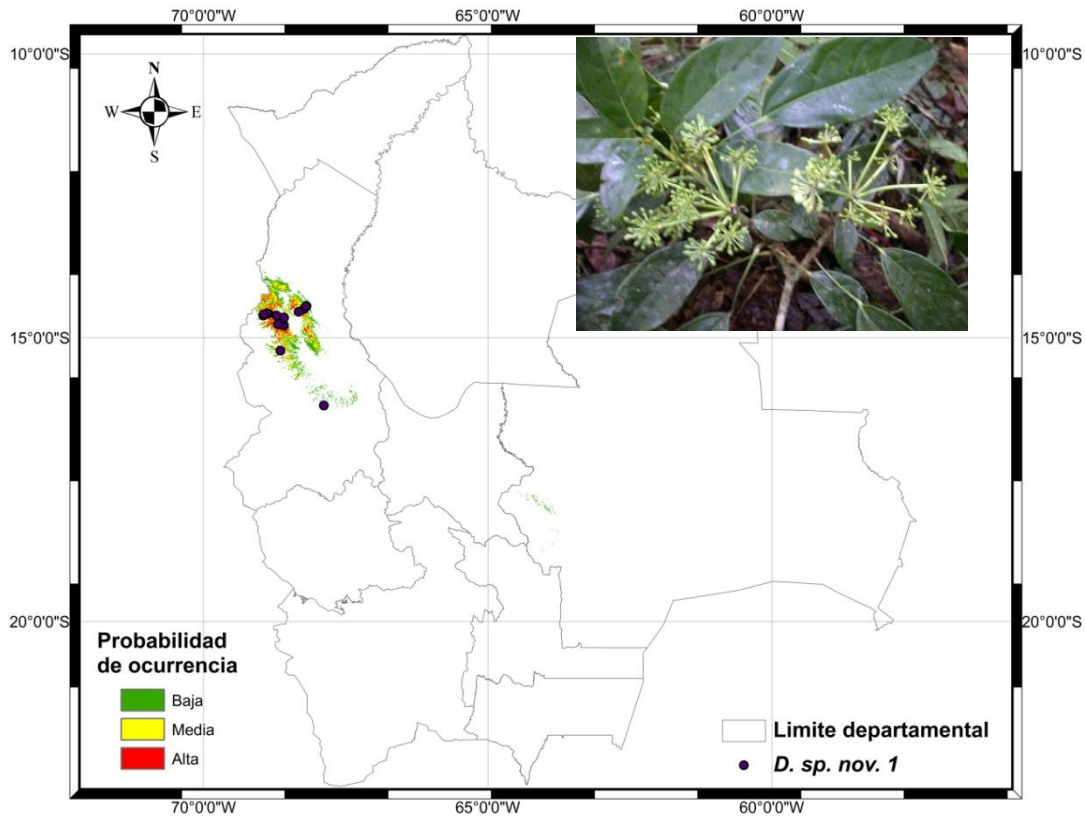 70°0'0"W 65°0'0"W 60°0'0"W
10°0'0"S 10°0'0"S
N
W E
S
15°0'0"S 15°0'0"S
20°0'0"S 20°0'0"S
Probabilidad
de ocurrencia
Baja
Media
Alta
Limite departamental
D. sp. nov. 1
70°0'0"W 65°0'0"W 60°0'0"W